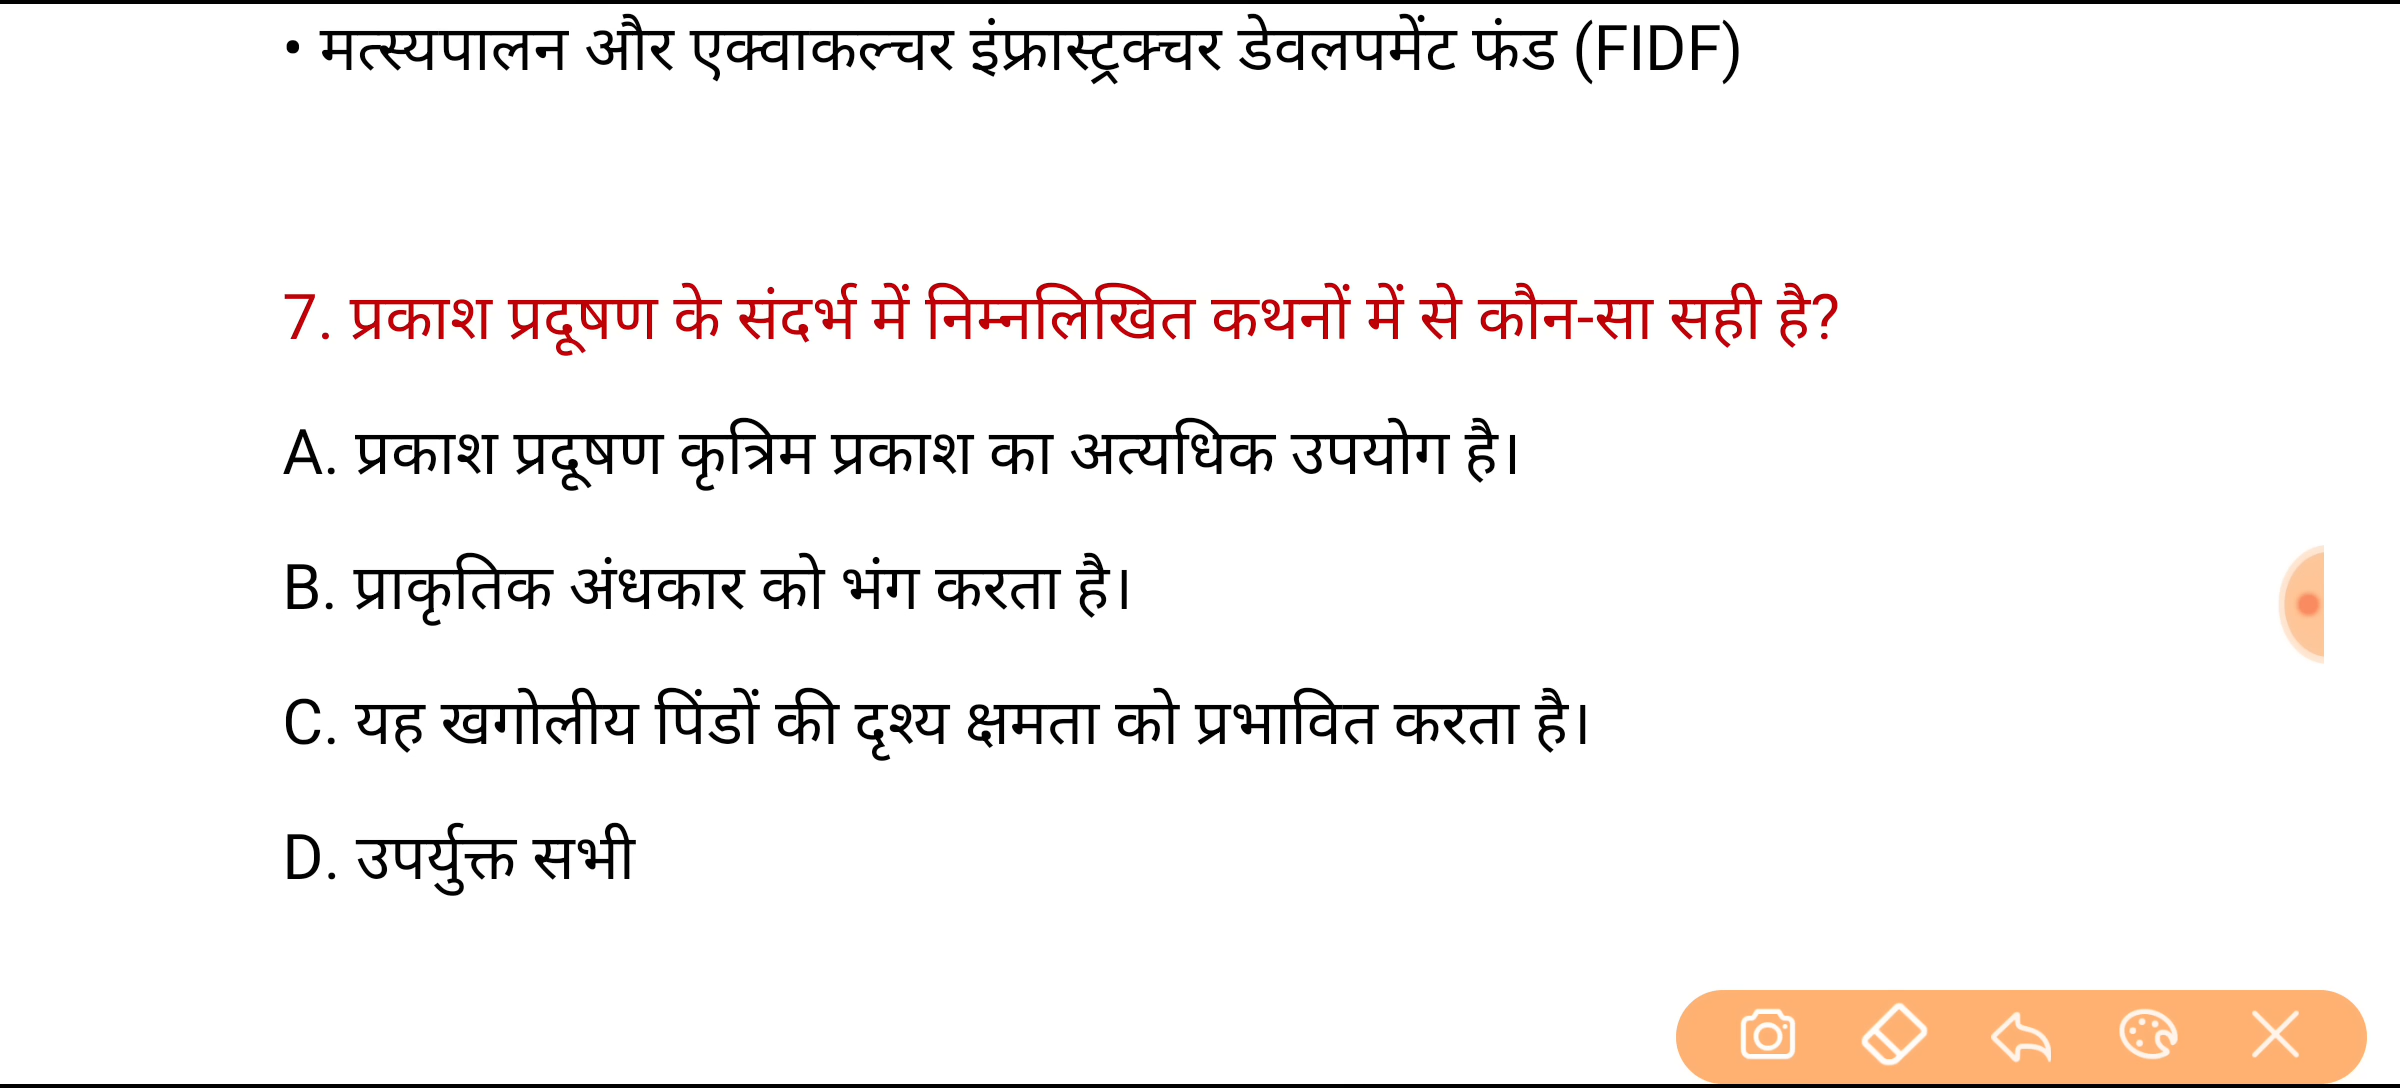 • मत्स्यपालन और एक्वाकल्चर इंफ्रास्ट्रक्चर डेवलपमेंट फंड (FIDF)
7. प्रकाश प्रदूषण के संदर्भ में निम्नलिखित कथनों में से कौन-सा सही है?
A. प्रकाश प्रदूषण कृत्रिम प्रकाश का अत्यधिक उपयोग है।
B. प्राकृतिक अंधकार को भंग करता है।
C. यह खगोलीय पिंडों की दृश्य क्षमता को प्रभावित करता है।
D. उपर्युक्त सभी